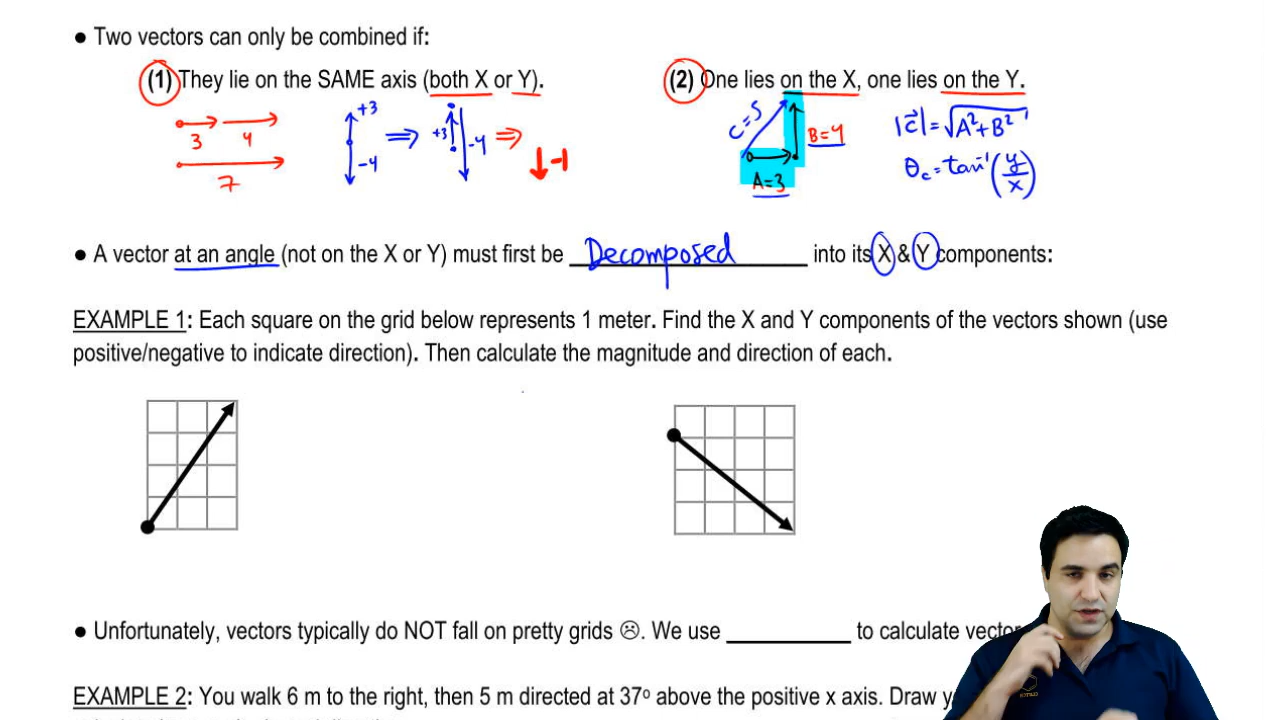 ● Two vectors can only be combined if:
(1) They lie on the SAME axis (both X or Y).
(2) One lies on the X, one lies on the Y.
3 4
7
+3
-4
⇒
+3 -4
⇒
-1
C=5
B=4
A=3
|C⃗| = √A²+B²
θc = tan⁻¹(y/x)
● A vector at an angle (not on the X or Y) must first be Decomposed into its X & Y components:
EXAMPLE 1: Each square on the grid below represents 1 meter. Find the X and Y components of the vectors shown (use
positive/negative to indicate direction). Then calculate the magnitude and direction of each.
● Unfortunately, vectors typically do NOT fall on pretty grids ☹. We use __________ to calculate vector
EXAMPLE 2: You walk 6 m to the right, then 5 m directed at 37º above the positive x axis. Draw